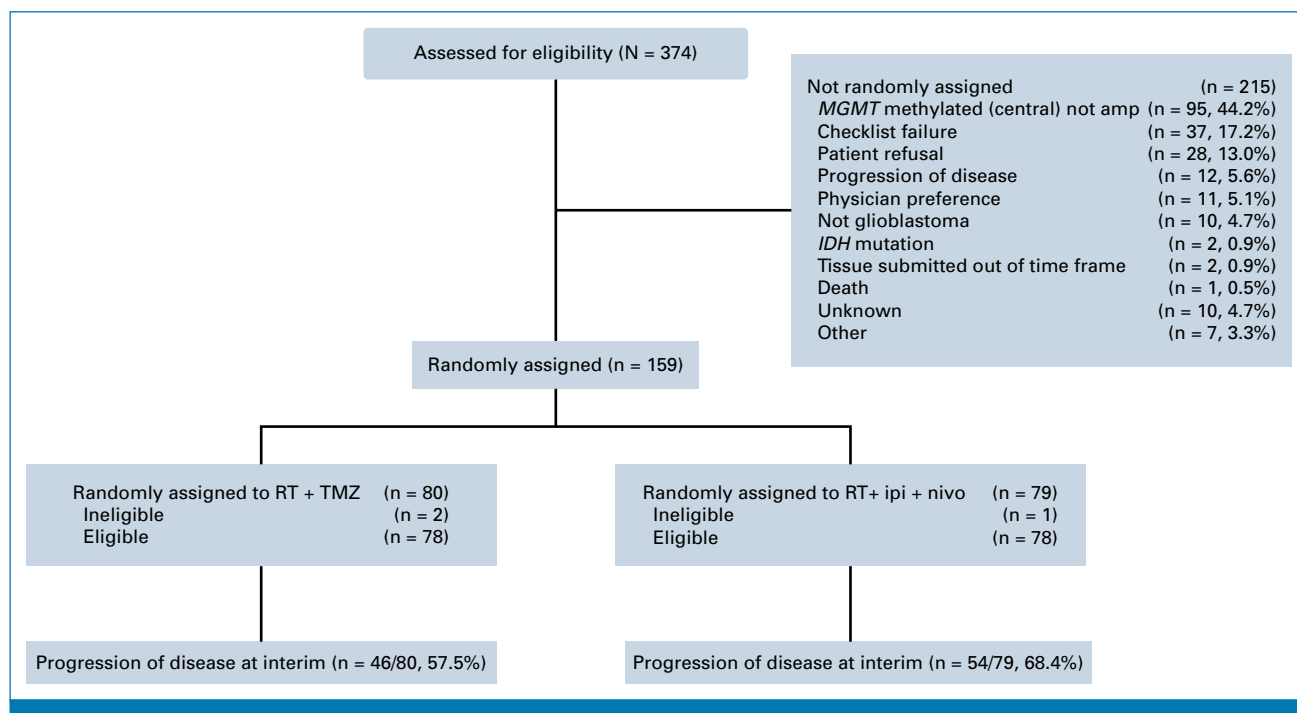 Assessed for eligibility (N = 374)
Not randomly assigned (n = 215)
MGMT methylated (central) not amp (n = 95, 44.2%)
Checklist failure (n = 37, 17.2%)
Patient refusal (n = 28, 13.0%)
Progression of disease (n = 12, 5.6%)
Physician preference (n = 11, 5.1%)
Not glioblastoma (n = 10, 4.7%)
IDH mutation (n = 2, 0.9%)
Tissue submitted out of time frame (n = 2, 0.9%)
Death (n = 1, 0.5%)
Unknown (n = 10, 4.7%)
Other (n = 7, 3.3%)
Randomly assigned (n = 159)
Randomly assigned to RT + TMZ (n = 80)
Ineligible (n = 2)
Eligible (n = 78)
Randomly assigned to RT+ ipi + nivo (n = 79)
Ineligible (n = 1)
Eligible (n = 78)
Progression of disease at interim (n = 46/80, 57.5%)
Progression of disease at interim (n = 54/79, 68.4%)